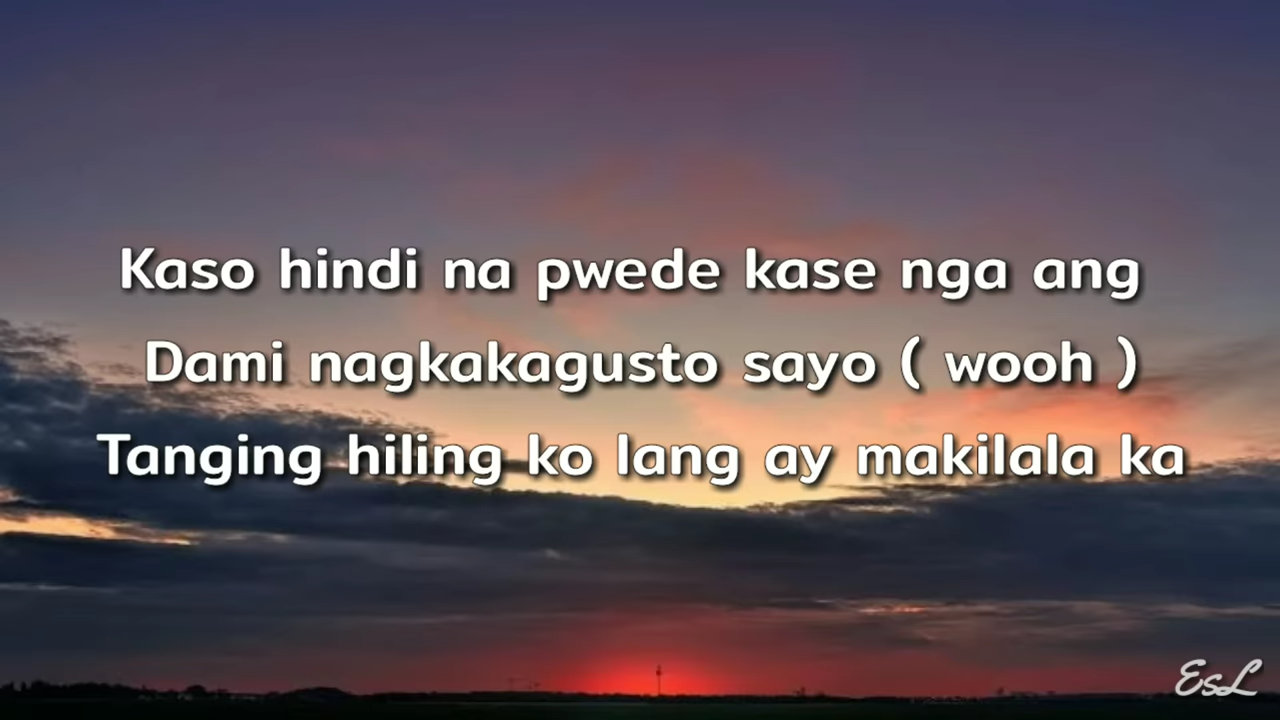 Kaso hindi na pwede kase nga ang
Dami nagkakagusto sayo ( wooh )
Tanging hiling ko lang ay makilala ka
EsL